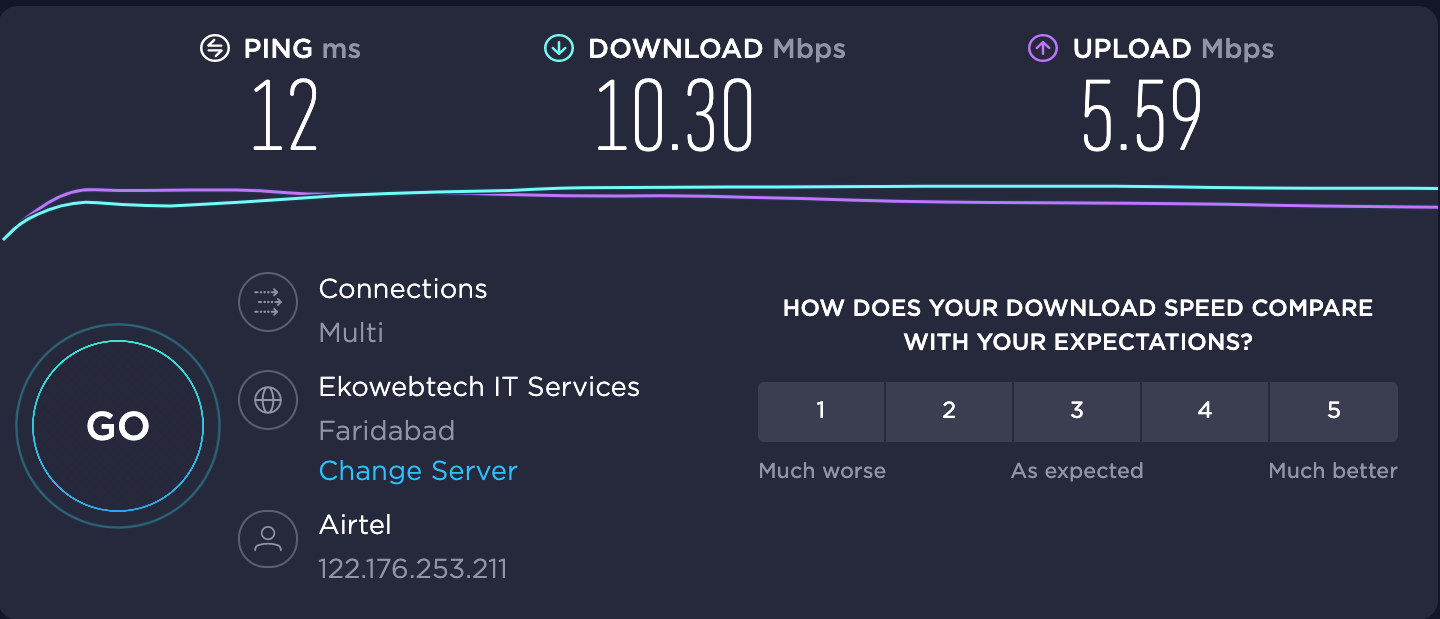 PING ms
12
DOWNLOAD Mbps
10.30
UPLOAD Mbps
5.59
GO
Connections
Multi
Ekowebtech IT Services
Faridabad
Change Server
Airtel
122.176.253.211
HOW DOES YOUR DOWNLOAD SPEED COMPARE
WITH YOUR EXPECTATIONS?
1 2 3 4 5
Much worse As expected Much better